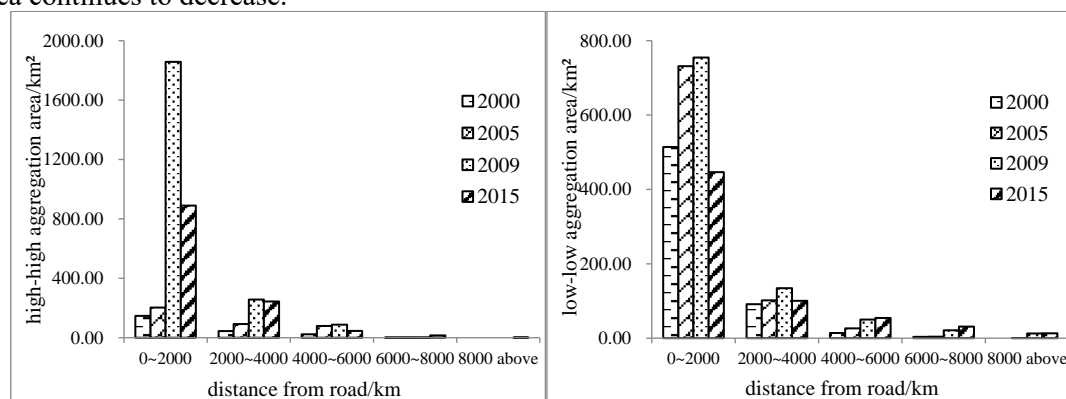 ea continues to decrease.
high-high aggregation area/km²
2000.00
1600.00
1200.00
800.00
400.00
0.00
2000
2005
2009
2015
0~2000 2000~4000 4000~6000 6000~8000 8000 above
distance from road/km
low-low aggregation area/km²
800.00
600.00
400.00
200.00
0.00
2000
2005
2009
2015
0~2000 2000~4000 4000~6000 6000~8000 8000 above
distance from road/km